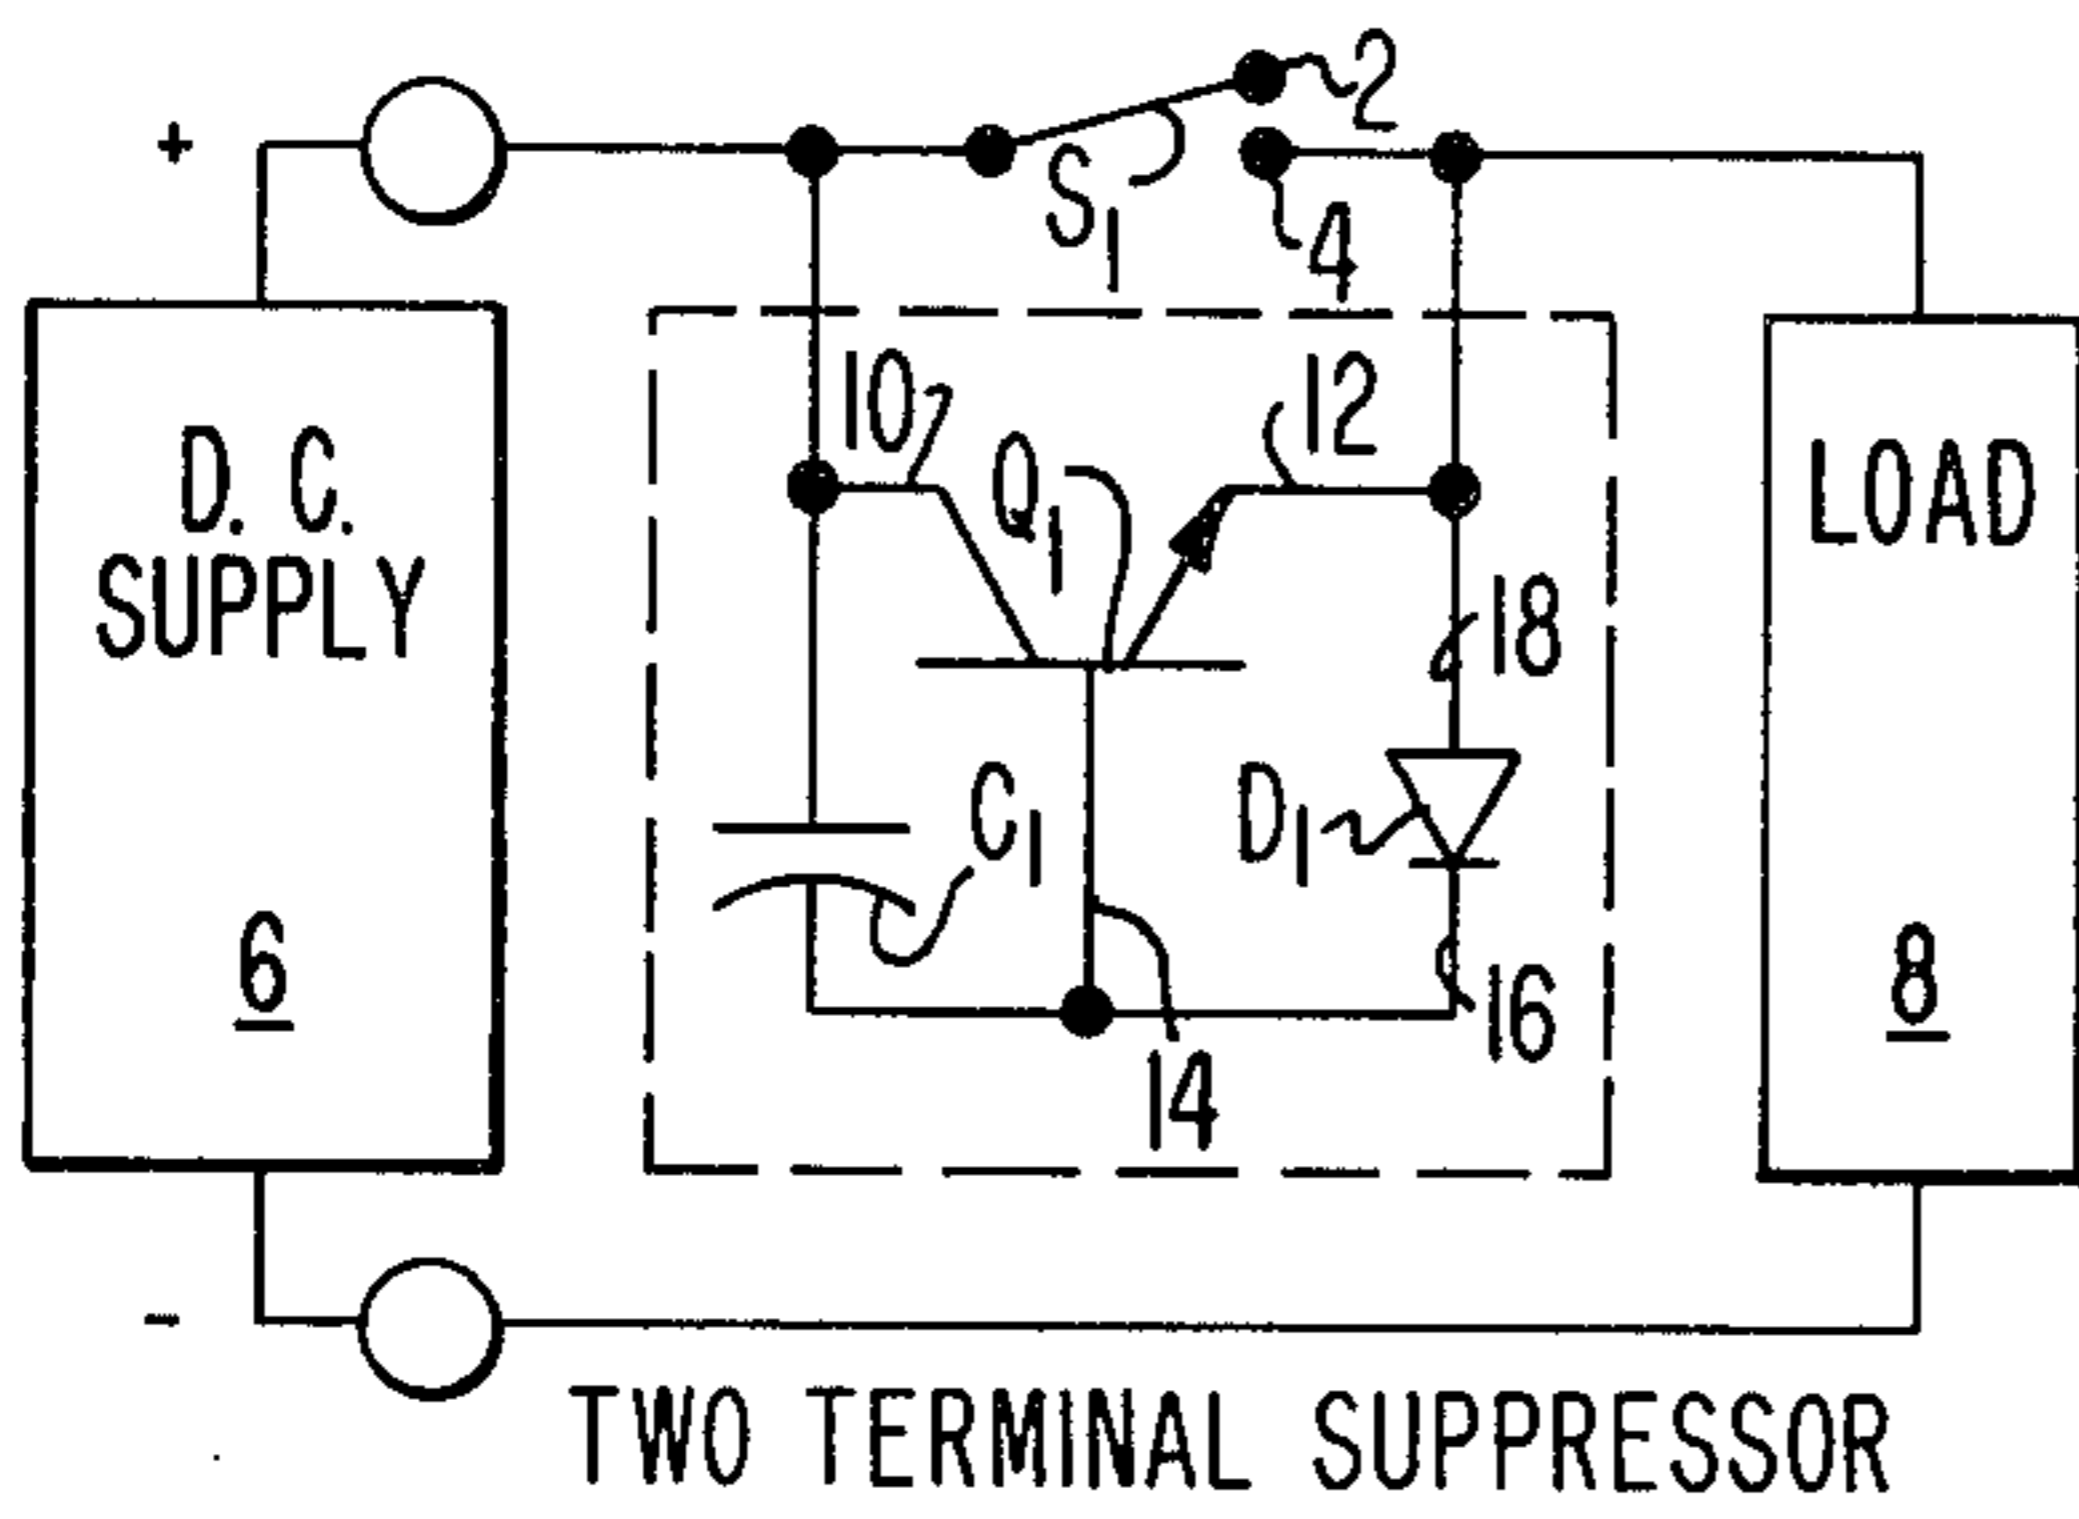 +
2
S1
4
10
Q1
12
D. C.
SUPPLY
LOAD
18
C1
D1
6
16
8
14
-
TWO TERMINAL SUPPRESSOR